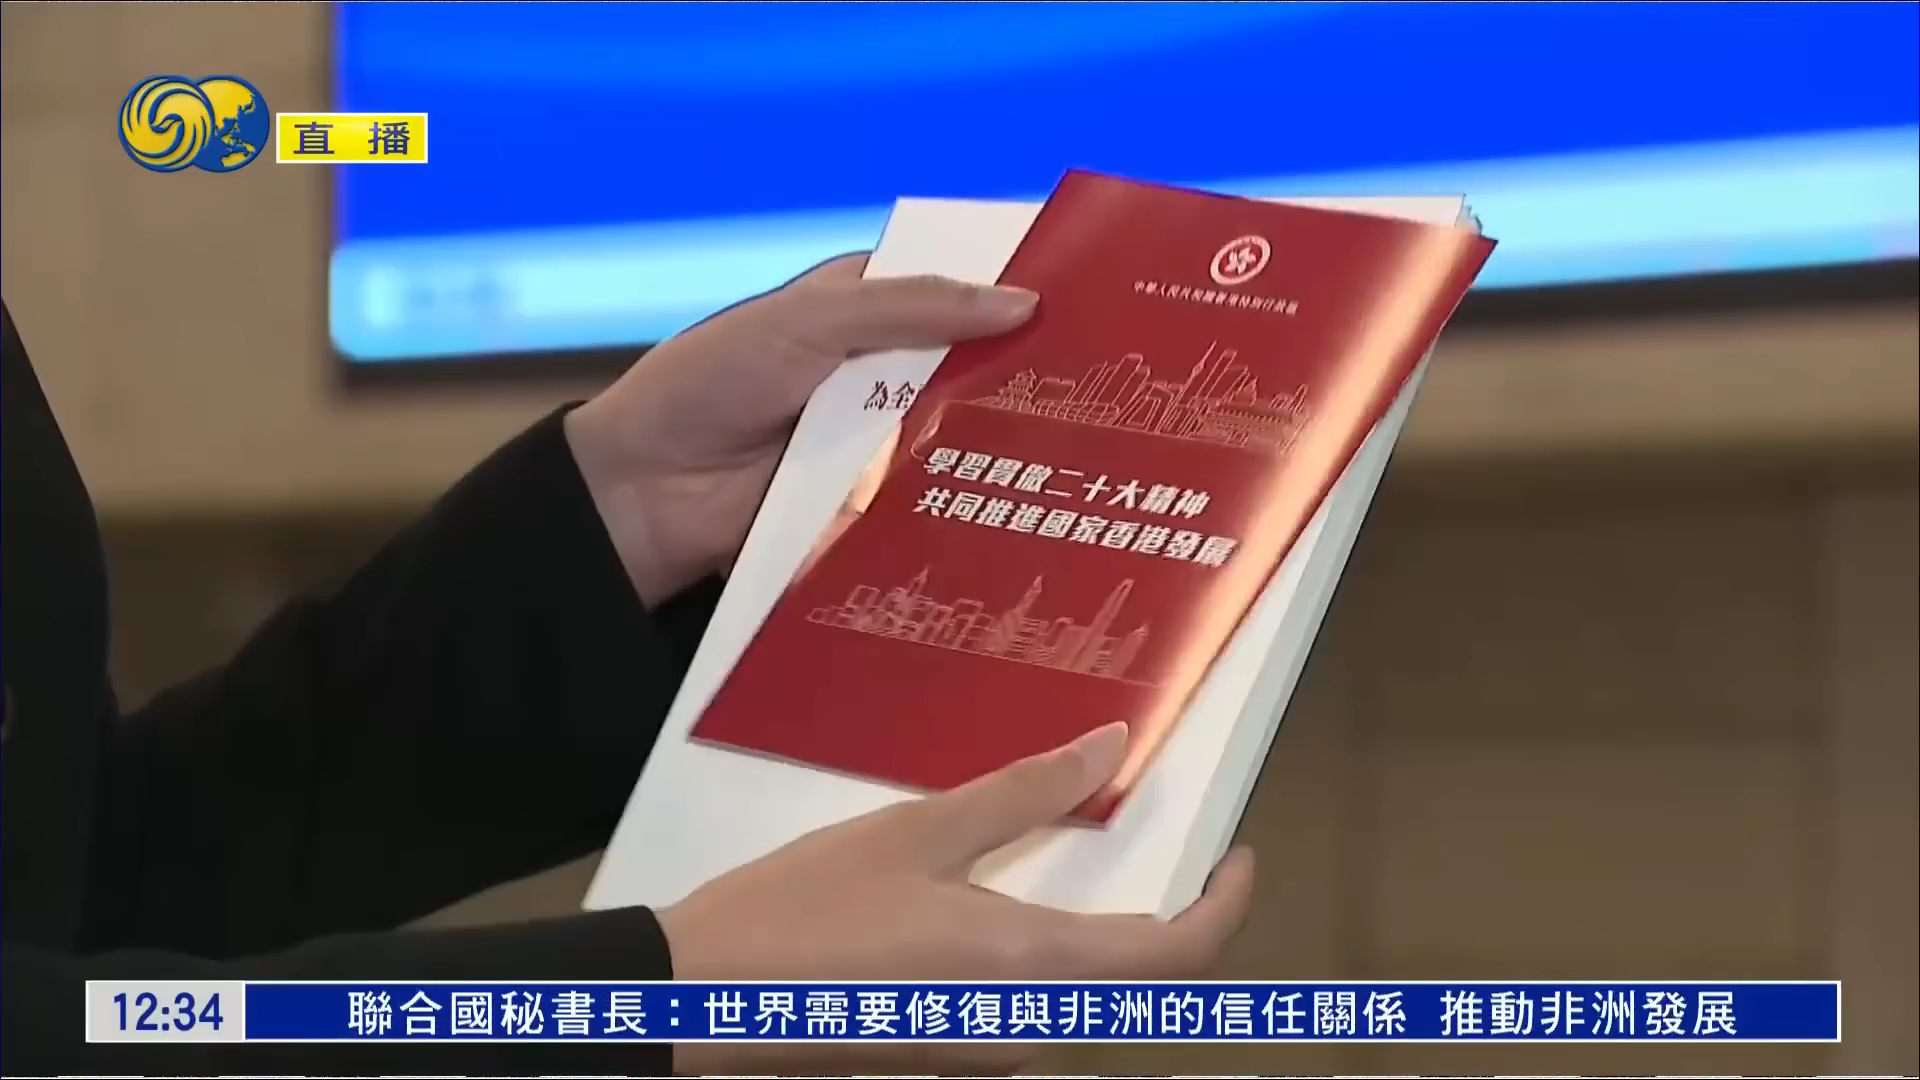 直 播
中華人民共和國香港特別行政區
為全
學習貫徹二十大精神
共同推進國家香港發展
12:34
聯合國秘書長：世界需要修復與非洲的信任關係 推動非洲發展